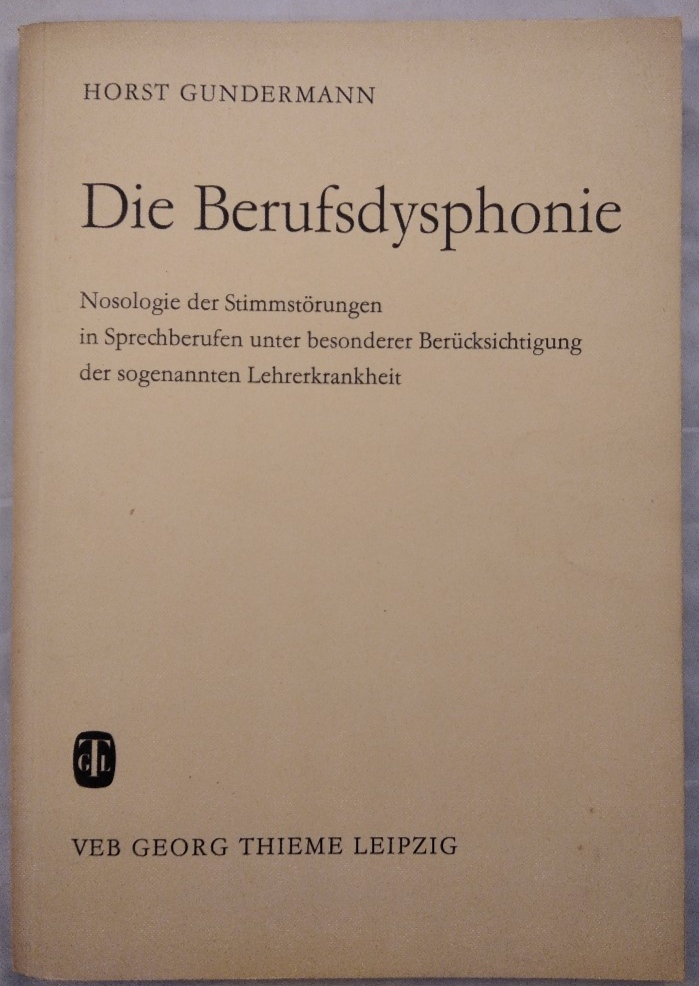 HORST GUNDERMANN
Die Berufsdysphonie
Nosologie der Stimmstörungen
in Sprechberufen unter besonderer Berücksichtigung
der sogenannten Lehrerkrankheit
GTL
VEB GEORG THIEME LEIPZIG